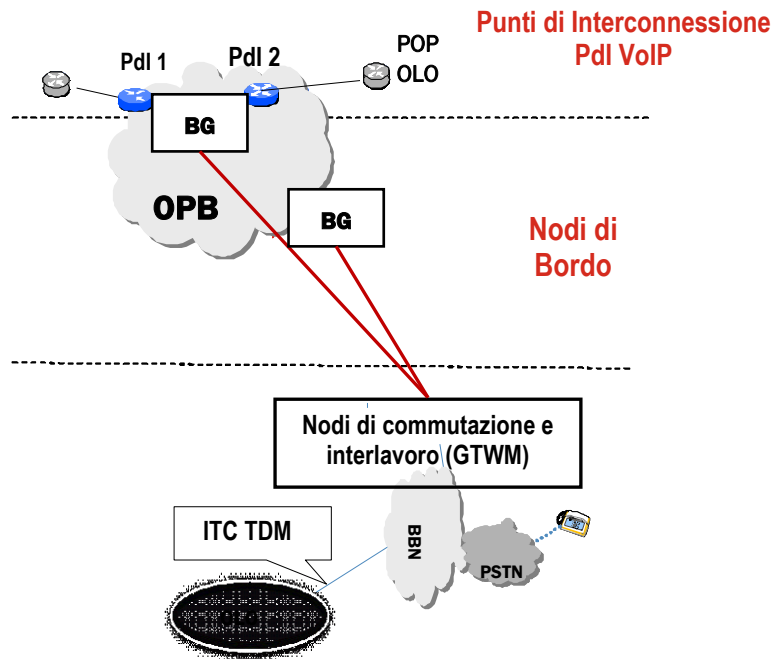 Punti di Interconnessione
PdI VoIP
PdI 1
PdI 2
POP
OLO
BG
OPB
BG
Nodi di
Bordo
Nodi di commutazione e
interlavoro (GTWM)
ITC TDM
BBN
PSTN